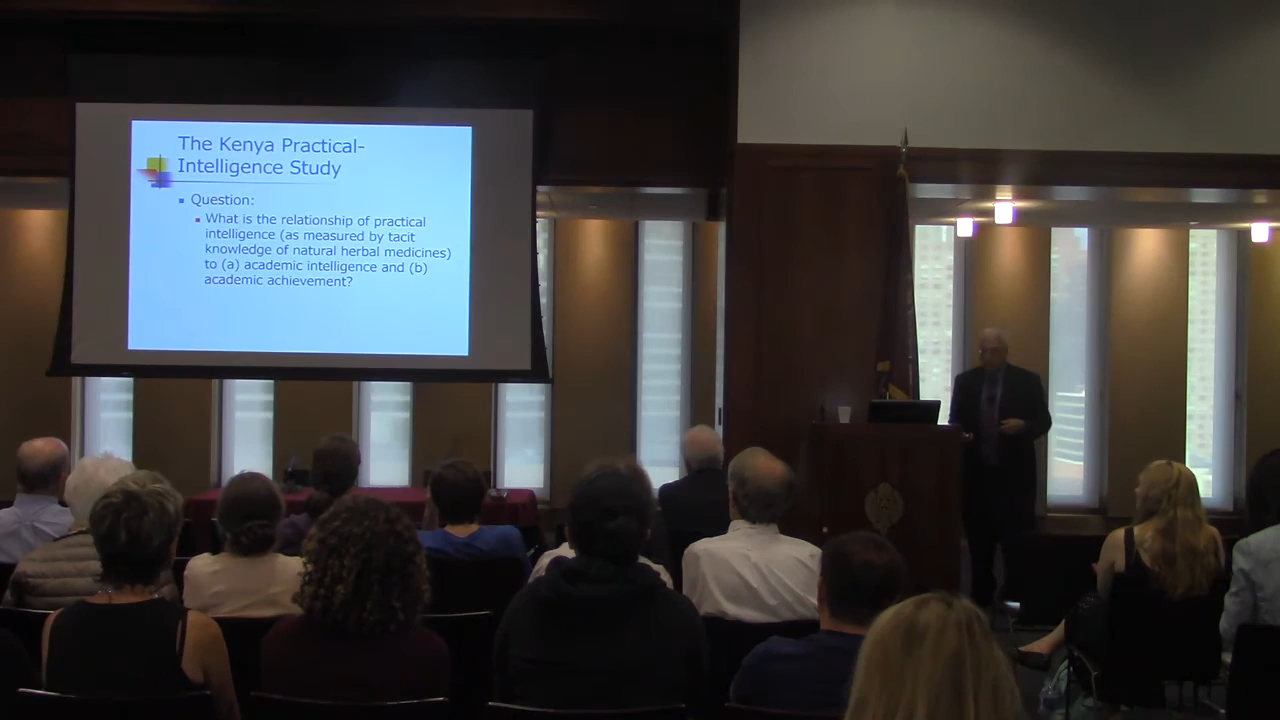 The Kenya Practical-
Intelligence Study
Question:
What is the relationship of practical
intelligence (as measured by tacit
knowledge of natural herbal medicines)
to (a) academic intelligence and (b)
academic achievement?